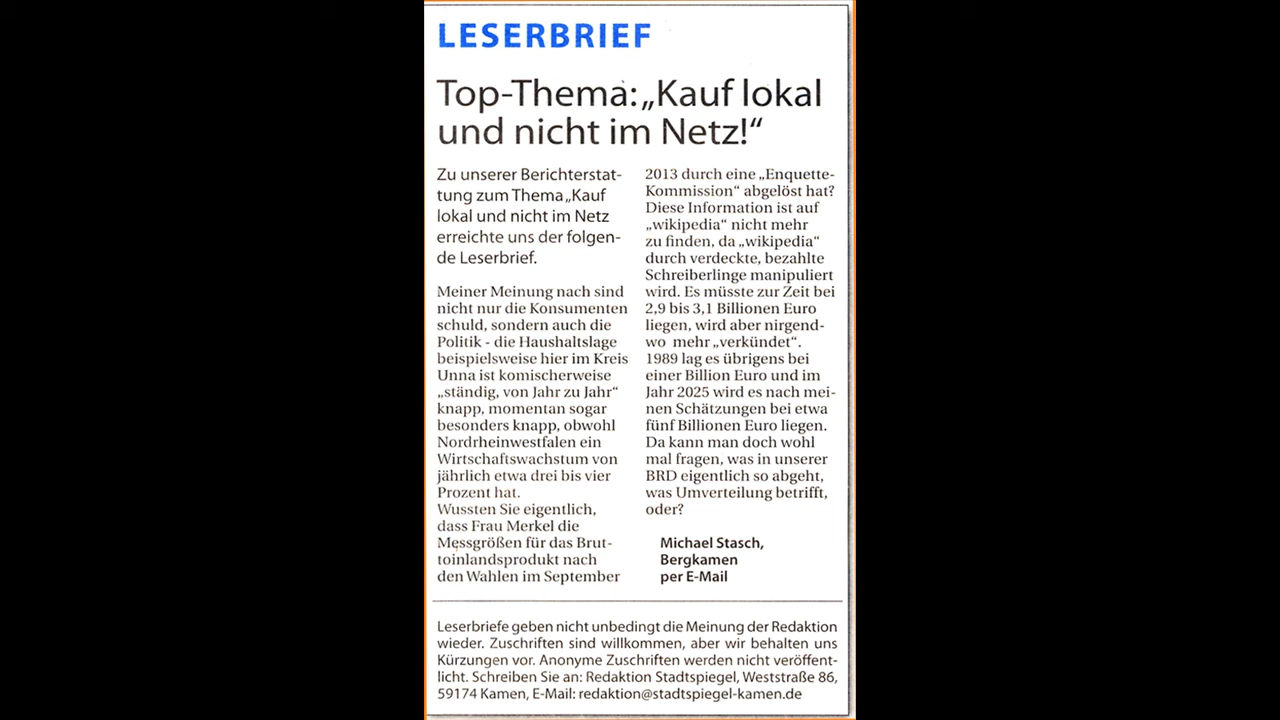 LESERBRIEF
Top-Thema: „Kauf lokal
und nicht im Netz!“
Zu unserer Berichterstat-
tung zum Thema „Kauf
lokal und nicht im Netz
erreichte uns der folgen-
de Leserbrief.
Meiner Meinung nach sind
nicht nur die Konsumenten
schuld, sondern auch die
Politik - die Haushaltslage
beispielsweise hier im Kreis
Unna ist komischerweise
„ständig, von Jahr zu Jahr“
knapp, momentan sogar
besonders knapp, obwohl
Nordrheinwestfalen ein
Wirtschaftswachstum von
jährlich etwa drei bis vier
Prozent hat.
Wussten Sie eigentlich,
dass Frau Merkel die
Messgrößen für das Brut-
toinlandsprodukt nach
den Wahlen im September
2013 durch eine „Enquette-
Kommission“ abgelöst hat?
Diese Information ist auf
„wikipedia“ nicht mehr
zu finden, da „wikipedia“
durch verdeckte, bezahlte
Schreiberlinge manipuliert
wird. Es müsste zur Zeit bei
2,9 bis 3,1 Billionen Euro
liegen, wird aber nirgend-
wo mehr „verkündet“.
1989 lag es übrigens bei
einer Billion Euro und im
Jahr 2025 wird es nach mei-
nen Schätzungen bei etwa
fünf Billionen Euro liegen.
Da kann man doch wohl
mal fragen, was in unserer
BRD eigentlich so abgeht,
was Umverteilung betrifft,
oder?
Michael Stasch,
Bergkamen
per E-Mail
Leserbriefe geben nicht unbedingt die Meinung der Redaktion
wieder. Zuschriften sind willkommen, aber wir behalten uns
Kürzungen vor. Anonyme Zuschriften werden nicht veröffent-
licht. Schreiben Sie an: Redaktion Stadtspiegel, Weststraße 86,
59174 Kamen, E-Mail: redaktion@stadtspiegel-kamen.de